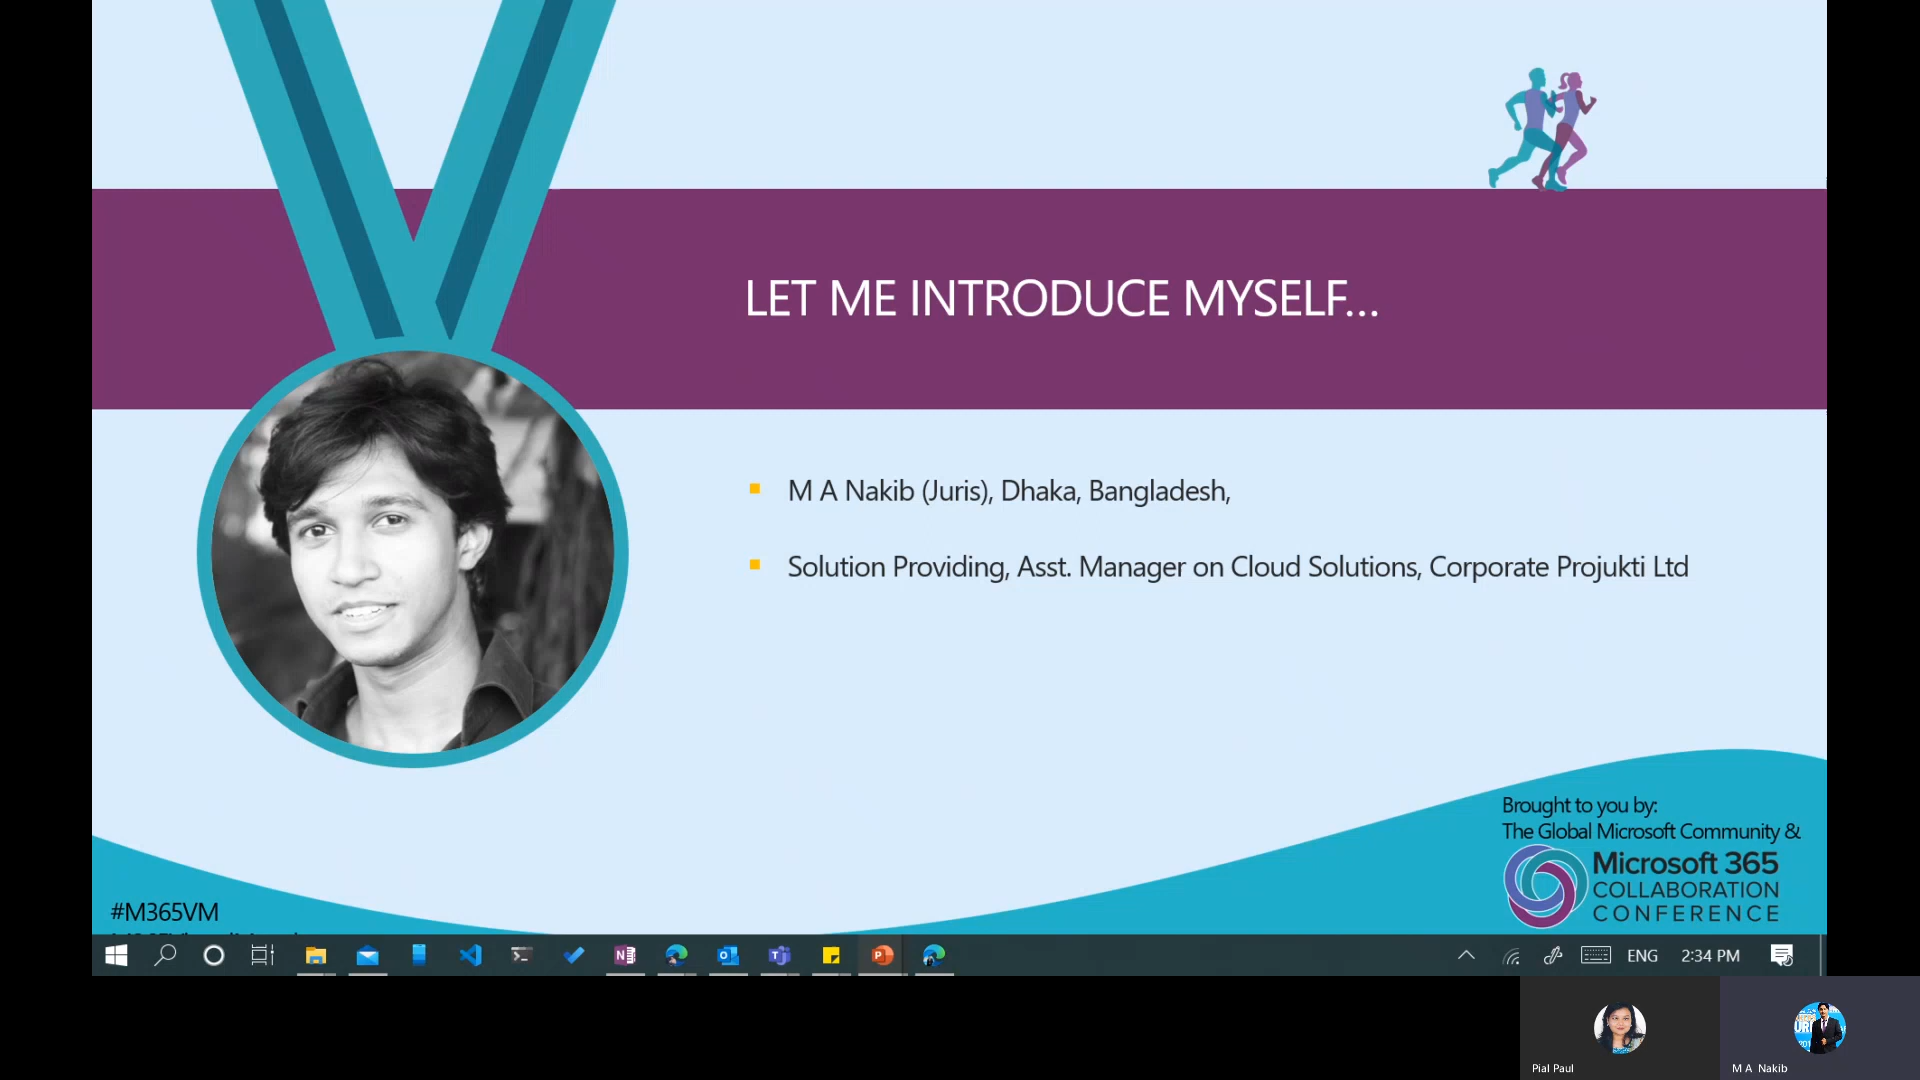 LET ME INTRODUCE MYSELF...
M A Nakib (Juris), Dhaka, Bangladesh,
Solution Providing, Asst. Manager on Cloud Solutions, Corporate Projukti Ltd
Brought to you by:
The Global Microsoft Community &
Microsoft 365
COLLABORATION
CONFERENCE
#M365VM
ENG
2:34 PM
Pial Paul
M A Nakib